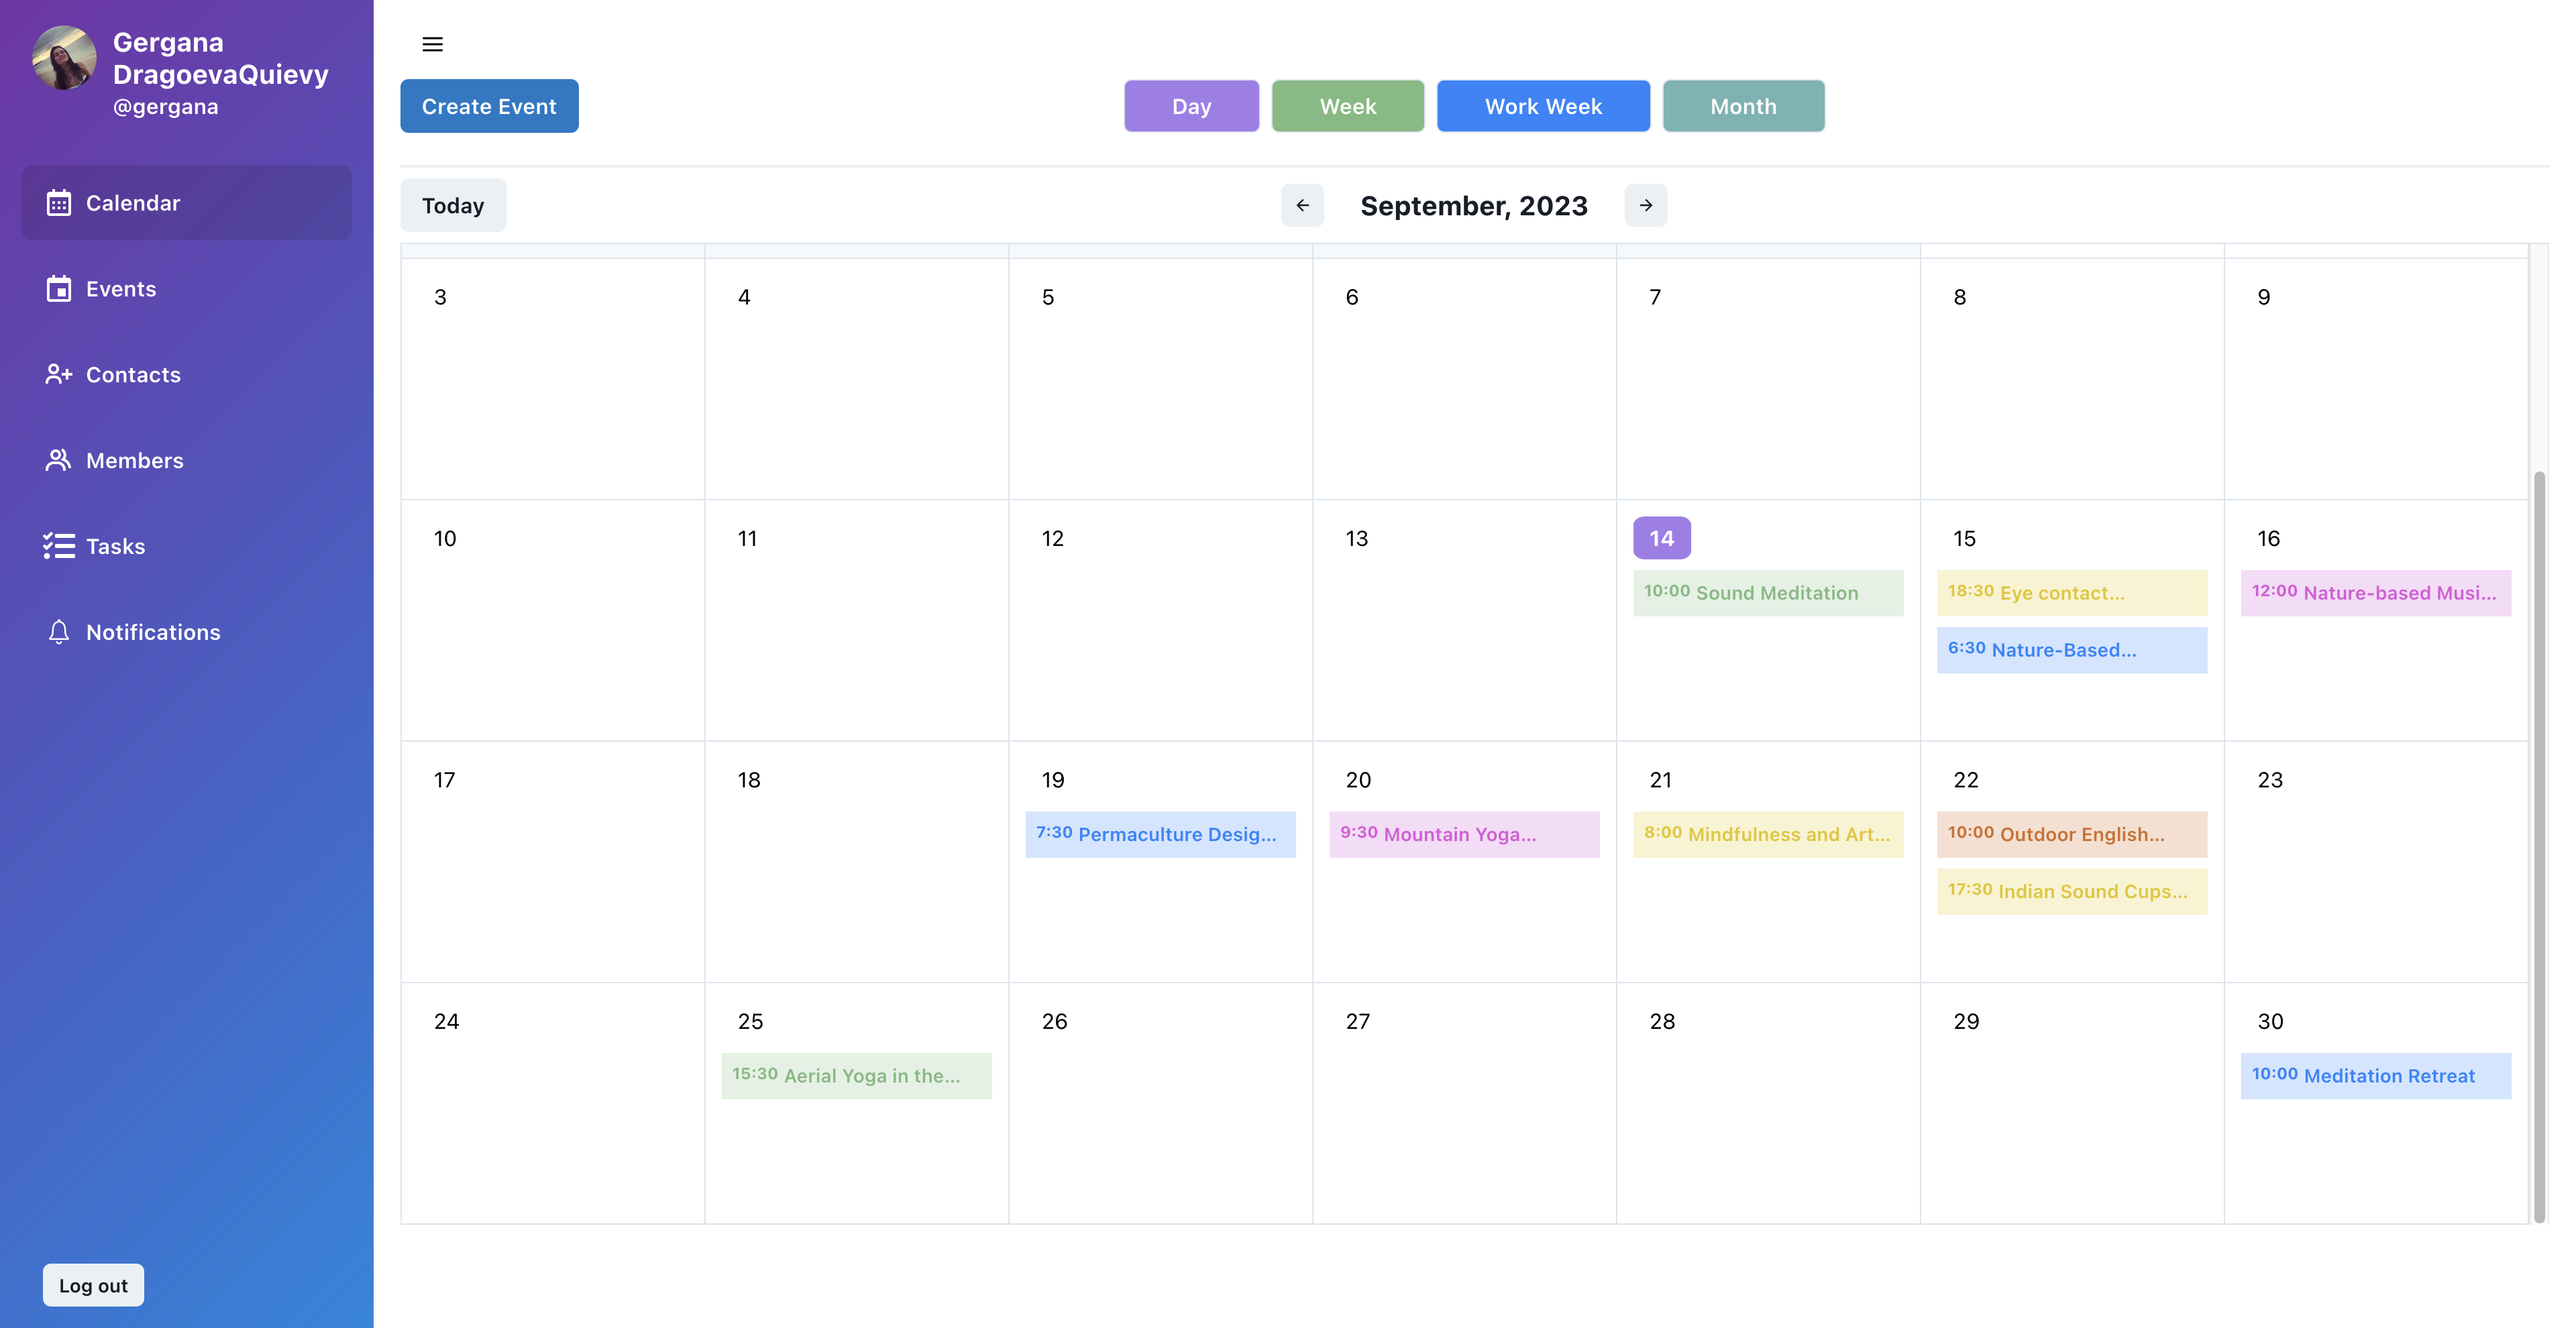 Gergana
DragoevaQuievy
@gergana
Calendar
Events
Contacts
Members
Tasks
Notifications
Log out
Create Event
Day
Week
Work Week
Month
Today
September, 2023
3
4
5
6
7
8
9
10
11
12
13
14
10:00 Sound Meditation
15
18:30 Eye contact...
6:30 Nature-Based...
16
12:00 Nature-based Musi...
17
18
19
7:30 Permaculture Desig...
20
9:30 Mountain Yoga...
21
8:00 Mindfulness and Art...
22
10:00 Outdoor English...
17:30 Indian Sound Cups...
23
24
25
15:30 Aerial Yoga in the...
26
27
28
29
30
10:00 Meditation Retreat